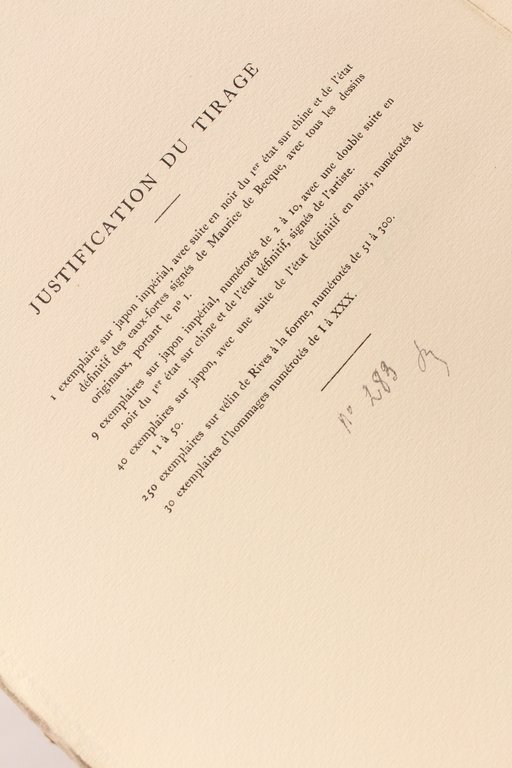 JUSTIFICATION DU TIRAGE
1 exemplaire sur japon impérial, avec suite en noir du 1er état sur chine et de l'état
définitif des eaux-fortes signés de Maurice de Becque, avec tous les dessins
originaux, portant le nº 1.
9 exemplaires sur japon impérial, numérotés de 2 à 10, avec une double suite en
noir du 1er état sur chine et de l'état définitif, signés de l'artiste.
40 exemplaires sur japon, avec une suite de l'état définitif en noir, numérotés de
11 à 50.
250 exemplaires sur vélin de Rives à la forme, numérotés de 51 à 300.
30 exemplaires d'hommages numérotés de I à XXX.
nº 283